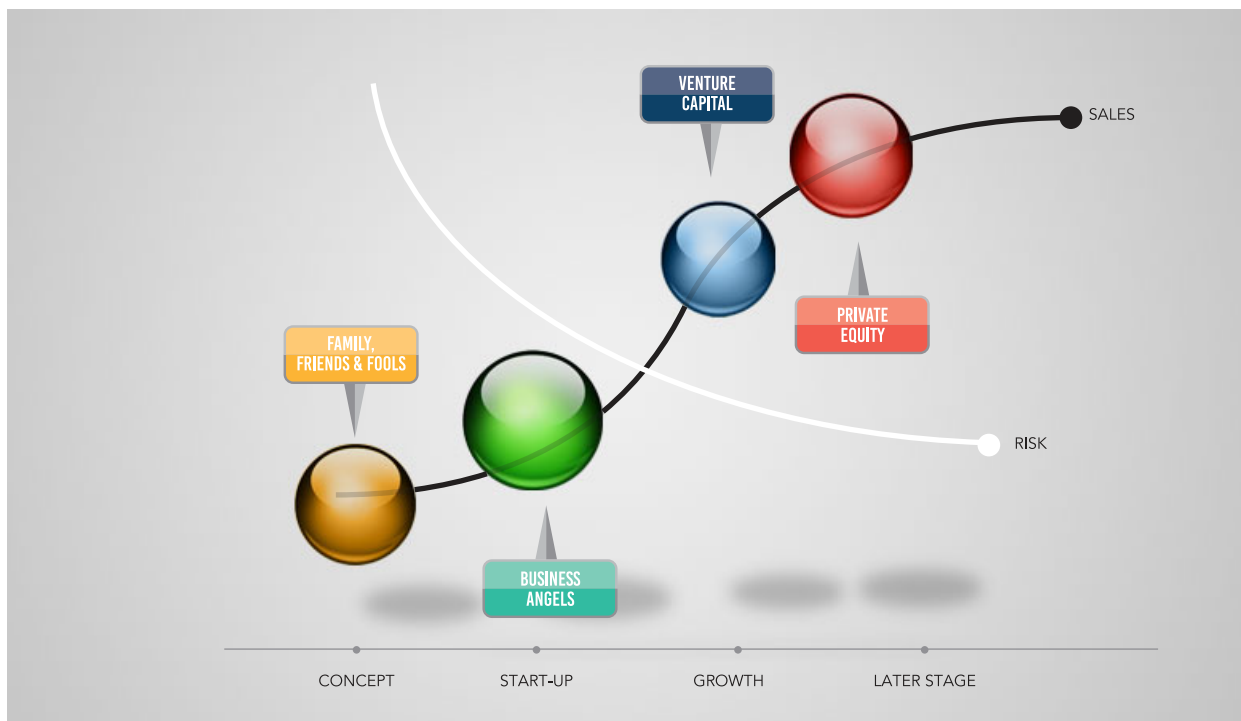 VENTURE
CAPITAL
SALES
PRIVATE
EQUITY
FAMILY,
FRIENDS & FOOLS
RISK
BUSINESS
ANGELS
CONCEPT
START-UP
GROWTH
LATER STAGE